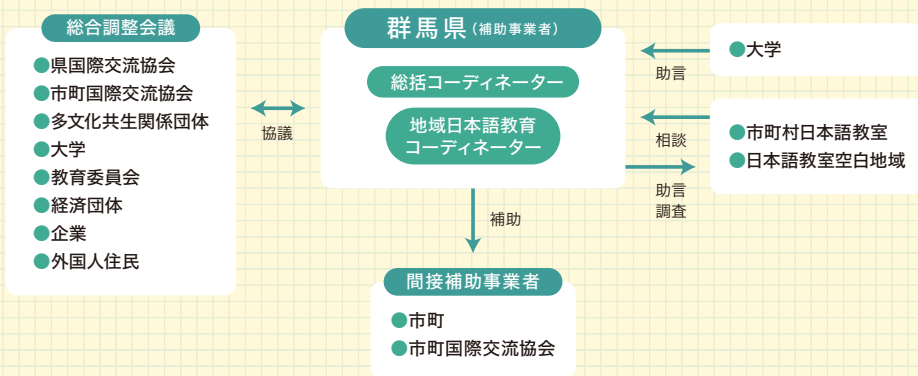 総合調整会議
●県国際交流協会
●市町国際交流協会
●多文化共生関係団体
●大学
●教育委員会
●経済団体
●企業
●外国人住民
協議
群馬県(補助事業者)
総括コーディネーター
地域日本語教育
コーディネーター
補助
間接補助事業者
●市町
●市町国際交流協会
助言
●大学
相談
助言
調査
●市町村日本語教室
●日本語教室空白地域